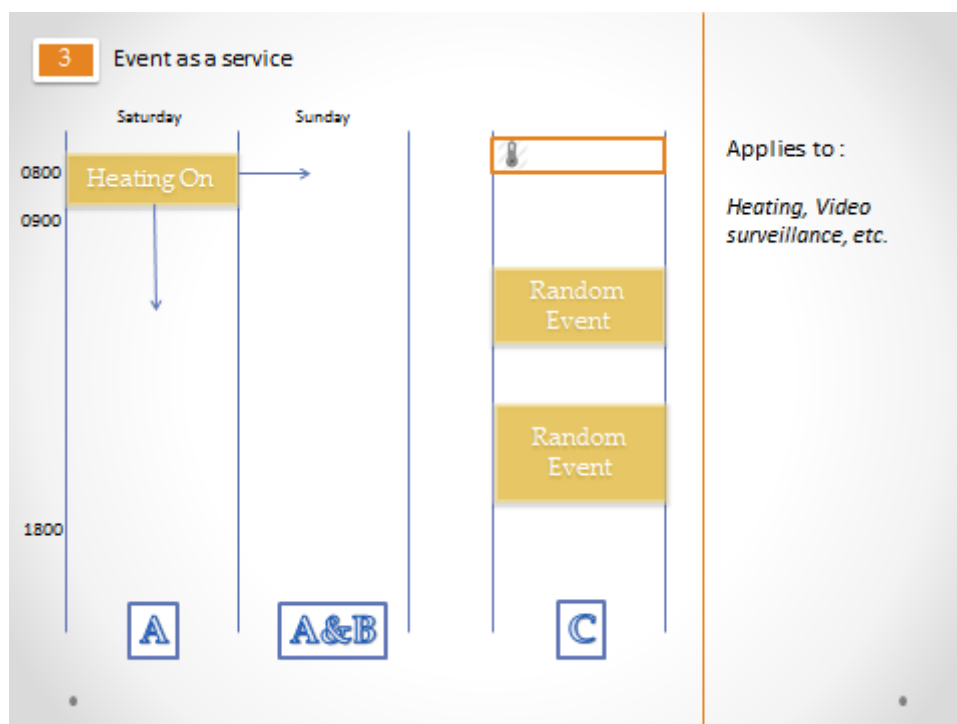 3
Event as a service
Saturday
Sunday
0800
Heating On
0900
Random
Event
Random
Event
1800
A
A&B
C
Applies to :
Heating, Video
surveillance, etc.